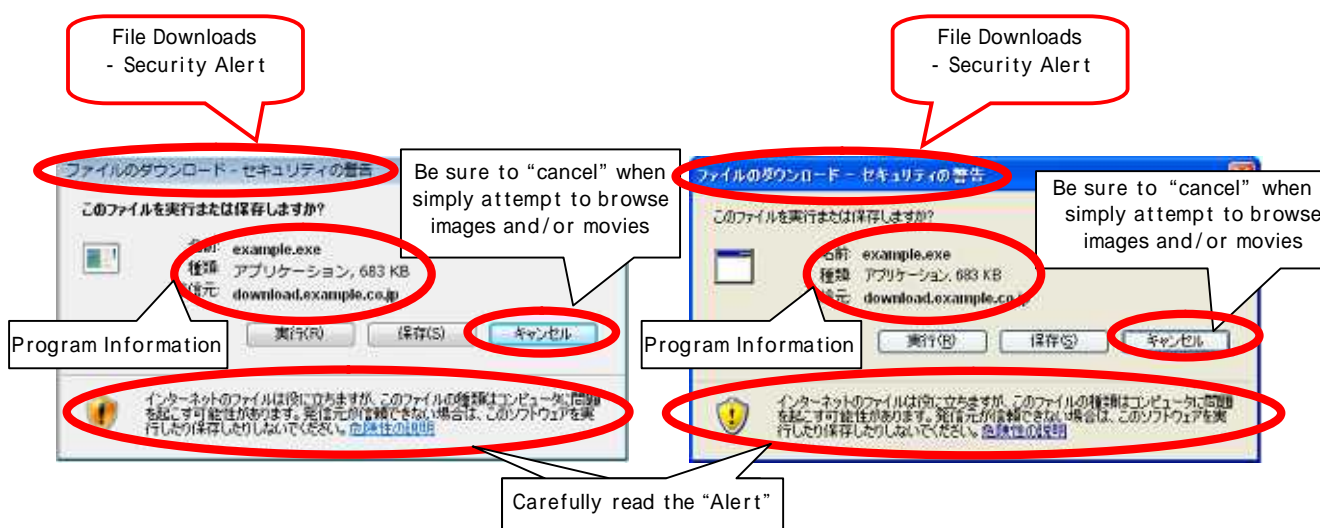 File Downloads
- Security Alert
File Downloads
- Security Alert
ファイルのダウンロード - セキュリティの警告
Be sure to “cancel” when
simply attempt to browse
images and/or movies
このファイルを実行または保存しますか?
名前: example.exe
種類: アプリケーション, 683 KB
発信元: download.example.co.jp
Program Information
実行(R)
保存(S)
キャンセル
インターネットのファイルは役に立ちますが、このファイルの種類はコンピュータに問題
を起こす可能性があります。発信元が信頼できない場合は、このソフトウェアを実
行したり保存したりしないでください。危険性の説明
ファイルのダウンロード - セキュリティの警告
Be sure to “cancel” when
simply attempt to browse
images and/or movies
このファイルを実行または保存しますか?
名前: example.exe
種類: アプリケーション, 683 KB
download.example.co.jp
Program Information
実行(R)
保存(S)
キャンセル
インターネットのファイルは役に立ちますが、このファイルの種類はコンピュータに問題
を起こす可能性があります。発信元が信頼できない場合は、このソフトウェアを実
行したり保存したりしないでください。危険性の説明
Carefully read the “Alert”